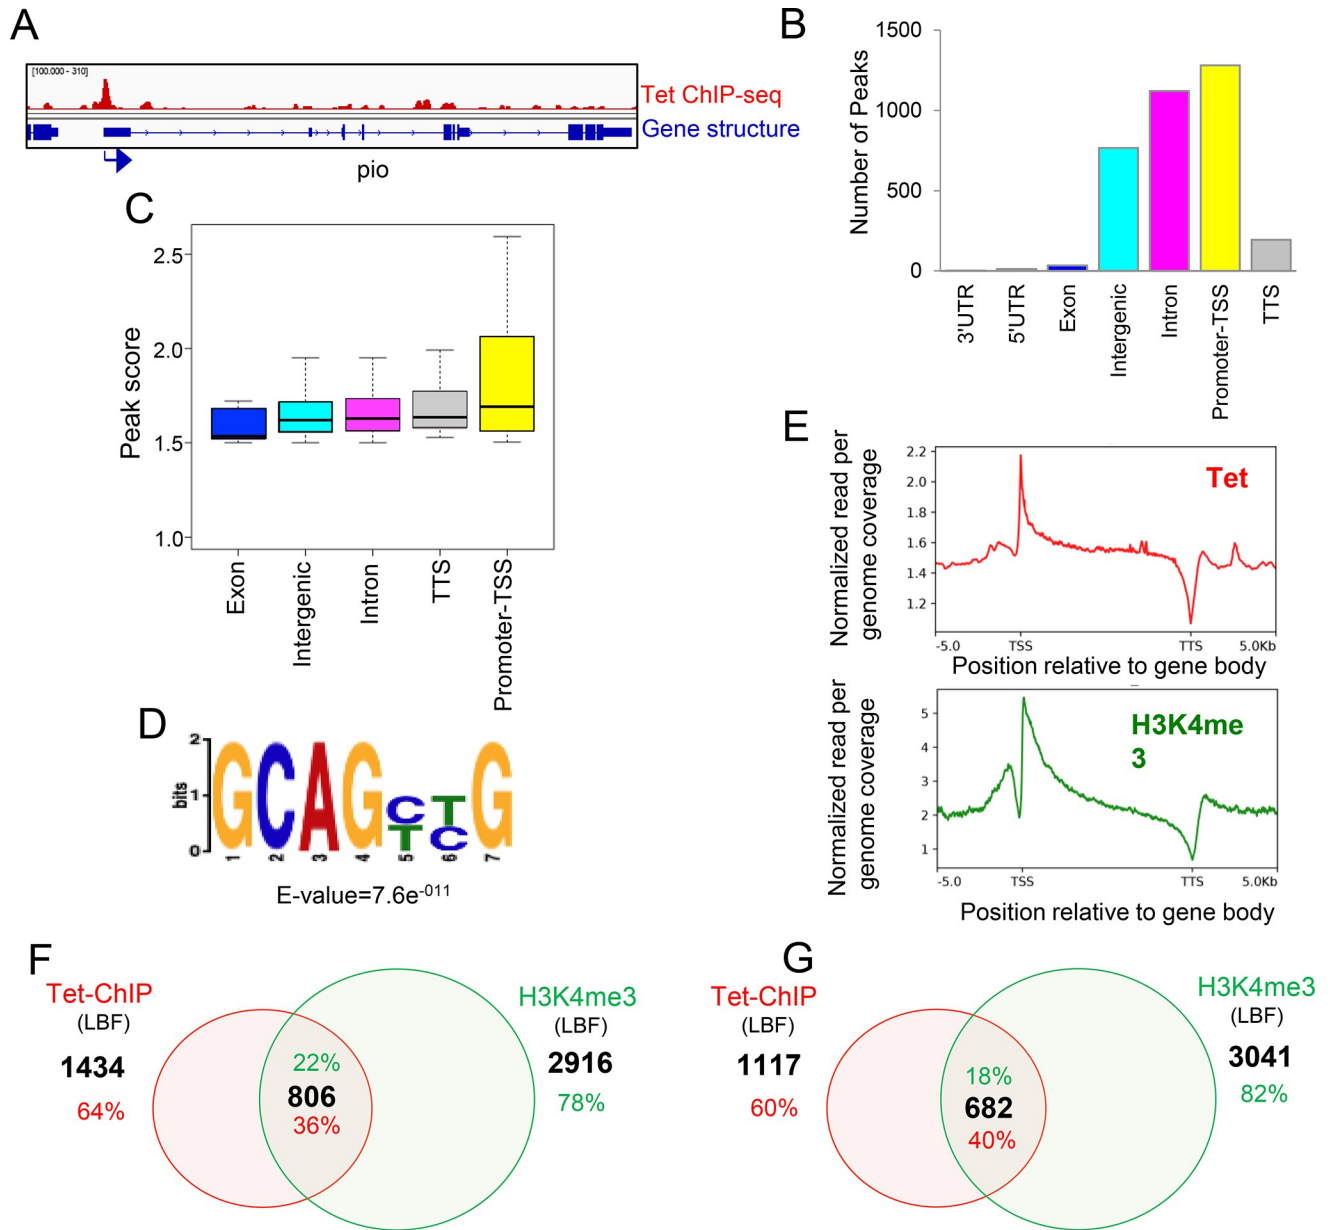 A
[100.000 - 310]
Tet ChIP-seq
Gene structure
pio
B
Number of Peaks
1500
1000
500
0
3'UTR
5'UTR
Exon
Intergenic
Intron
Promoter-TSS
TTS
C
Peak score
2.5
2.0
1.5
1.0
Exon
Intergenic
Intron
TTS
Promoter-TSS
D
bits
2
1
0
GCAGCTG
TC
1 2 3 4 5 6 7
E-value=7.6e-011
E
Normalized read per
genome coverage
2.2
2.0
1.8
1.6
1.4
1.2
Tet
-5.0 TSS TTS 5.0Kb
Position relative to gene body
Normalized read per
genome coverage
5
4
3
2
1
H3K4me
3
-5.0 TSS TTS 5.0Kb
Position relative to gene body
F
Tet-ChIP
(LBF)
1434
64%
22%
806
36%
H3K4me3
(LBF)
2916
78%
G
Tet-ChIP
(LBF)
1117
60%
18%
682
40%
H3K4me3
(LBF)
3041
82%